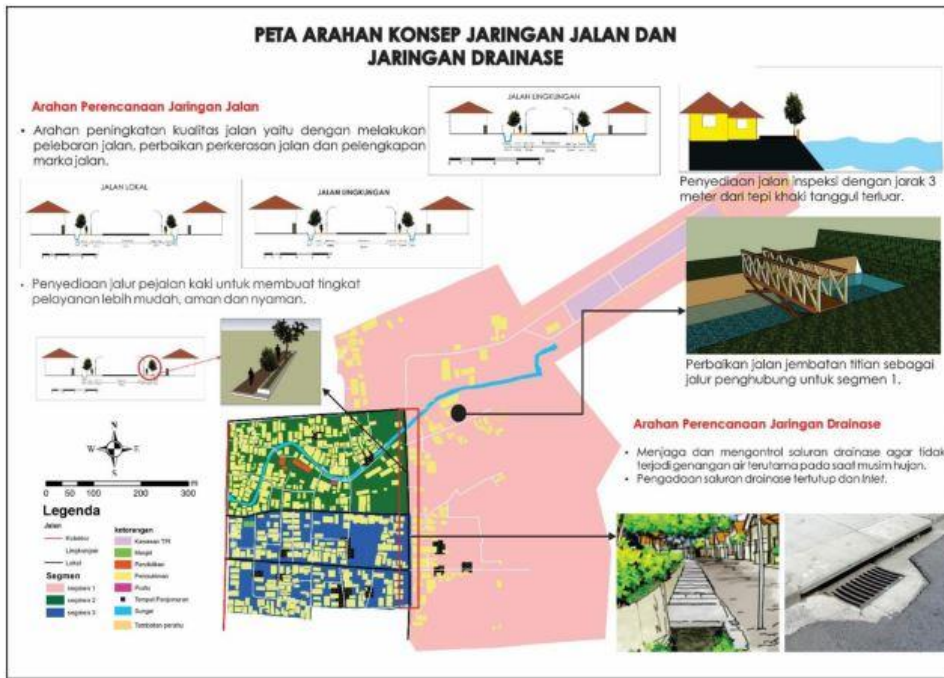 PETA ARAHAN KONSEP JARINGAN JALAN DAN
JARINGAN DRAINASE
Arahan Perencanaan Jaringan Jalan
• Arahan peningkatan kualitas jalan yaitu dengan melakukan
pelebaran jalan, perbaikan perkerasan jalan dan pelengkapan
marka jalan.
JALAN LINGKUNGAN
JALAN LOKAL
JALAN LINGKUNGAN
Penyediaan jalan inspeksi dengan jarak 3
meter dari tepi khaki tanggul terluar.
• Penyediaan jalur pejalan kaki untuk membuat tingkat
pelayanan lebih mudah, aman dan nyaman.
Perbaikan jalan jembatan titian sebagai
jalur penghubung untuk segmen 1.
Arahan Perencanaan Jaringan Drainase
• Menjaga dan mengontrol saluran drainase agar tidak
terjadi genangan air terutama pada saat musim hujan.
• Pengadaan saluran drainase tertutup dan Inlet.
N
W E
S
0 50 100 200 300
Legenda
Jalan
Kolektor
Lingkungan
Lokal
Segmen
segmen 1
segmen 2
segmen 3
keterangan
Kawasan TPI
Masjid
Pendidikan
Permukiman
Tempat Penjemuran
Sungai
Tambatan perahu